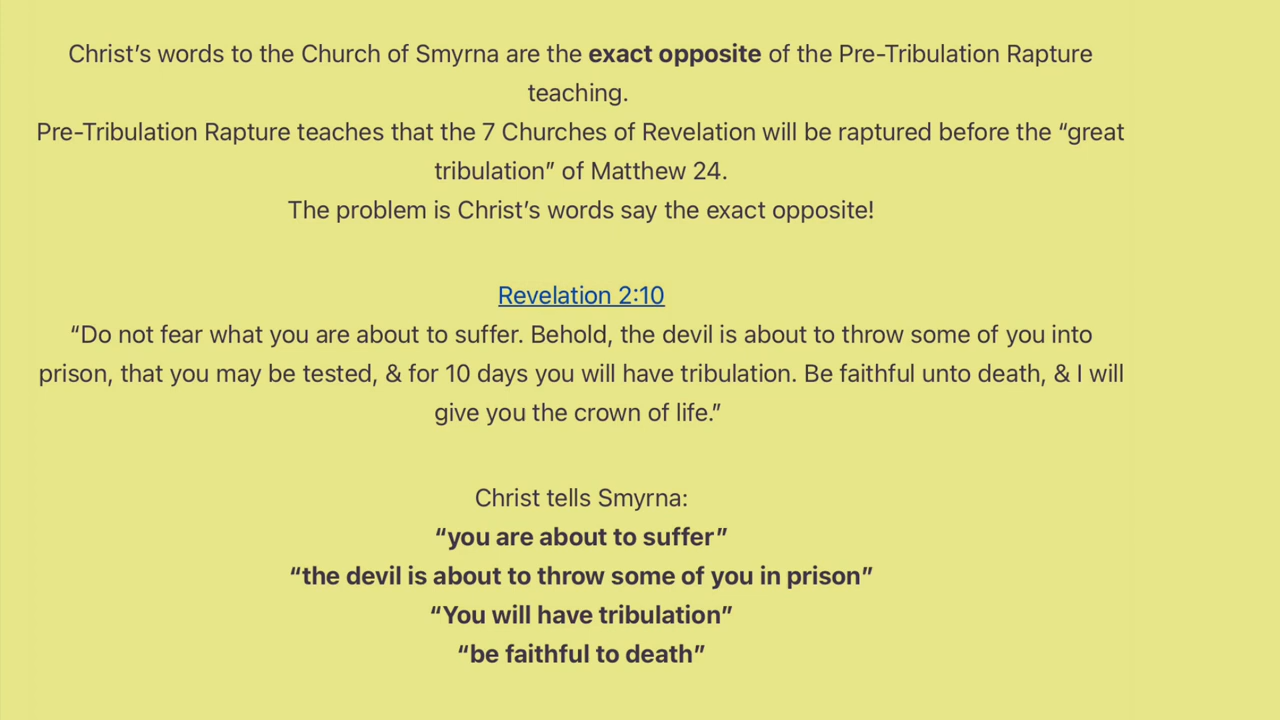 Christ’s words to the Church of Smyrna are the exact opposite of the Pre-Tribulation Rapture
teaching.
Pre-Tribulation Rapture teaches that the 7 Churches of Revelation will be raptured before the “great
tribulation” of Matthew 24.
The problem is Christ’s words say the exact opposite!
Revelation 2:10
“Do not fear what you are about to suffer. Behold, the devil is about to throw some of you into
prison, that you may be tested, & for 10 days you will have tribulation. Be faithful unto death, & I will
give you the crown of life.”
Christ tells Smyrna:
“you are about to suffer”
“the devil is about to throw some of you in prison”
“You will have tribulation”
“be faithful to death”